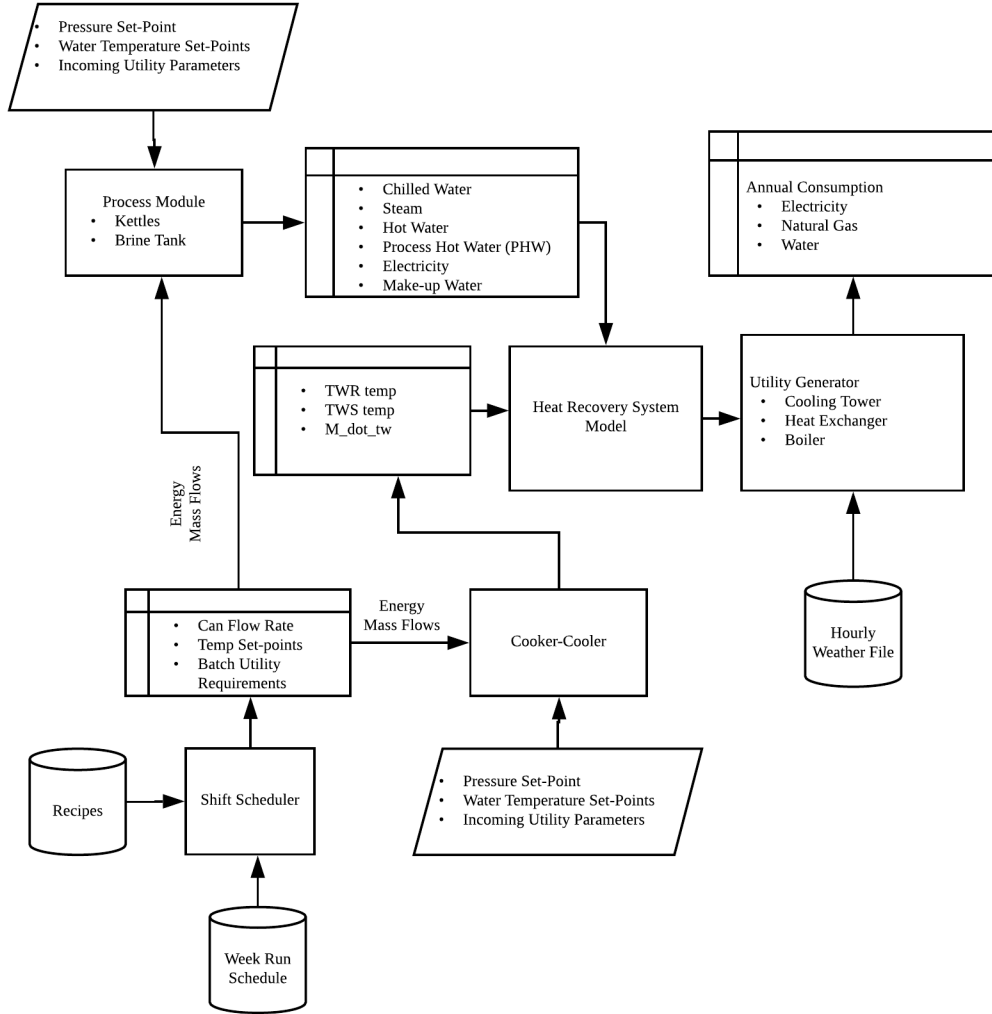 • Pressure Set-Point
• Water Temperature Set-Points
• Incoming Utility Parameters
Process Module
• Kettles
• Brine Tank
• Chilled Water
• Steam
• Hot Water
• Process Hot Water (PHW)
• Electricity
• Make-up Water
Annual Consumption
• Electricity
• Natural Gas
• Water
• TWR temp
• TWS temp
• M_dot_tw
Heat Recovery System
Model
Utility Generator
• Cooling Tower
• Heat Exchanger
• Boiler
Energy
Mass Flows
• Can Flow Rate
• Temp Set-points
• Batch Utility
Requirements
Energy
Mass Flows
Cooker-Cooler
Hourly
Weather File
Recipes
Shift Scheduler
• Pressure Set-Point
• Water Temperature Set-Points
• Incoming Utility Parameters
Week Run
Schedule